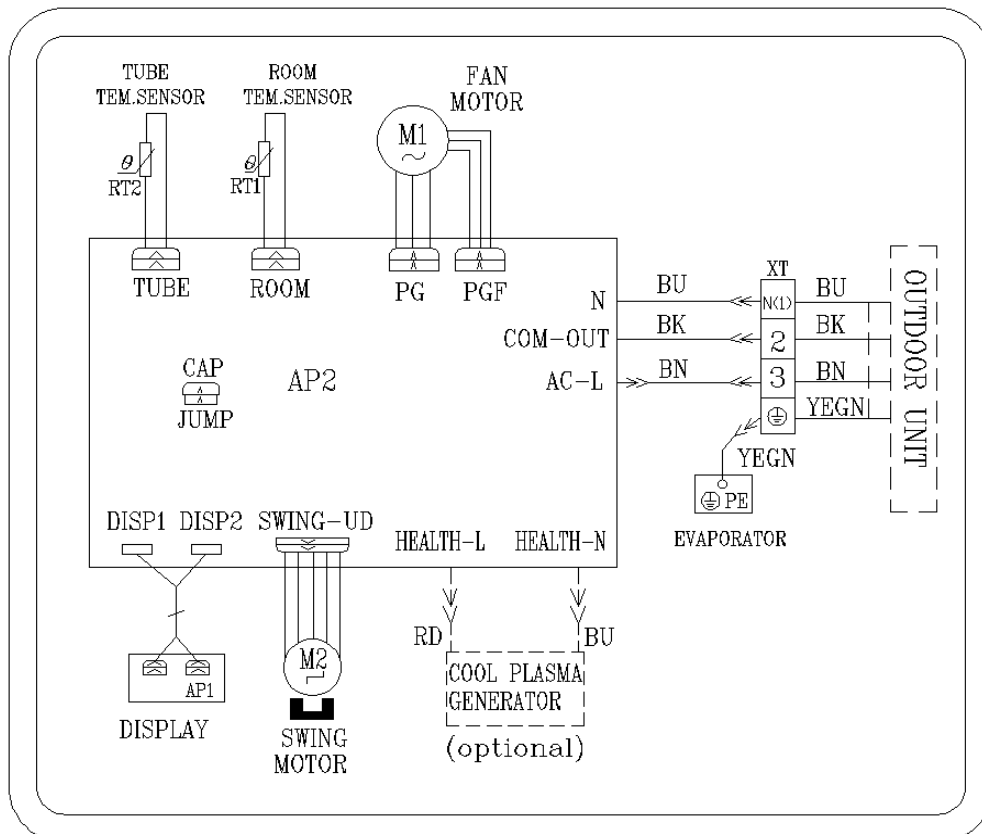 TUBE
TEM.SENSOR
ROOM
TEM.SENSOR
FAN
MOTOR
M1
θ
RT2
θ
RT1
TUBE
ROOM
PG
PGF
XT
N
BU
N(1)
BU
COM-OUT
BK
2
BK
AC-L
BN
3
BN
YEGN
YEGN
PE
EVAPORATOR
OUTDOOR UNIT
CAP
JUMP
AP2
DISP1
DISP2
SWING-UD
HEALTH-L
HEALTH-N
RD
BU
M2
AP1
DISPLAY
SWING
MOTOR
COOL PLASMA
GENERATOR
(optional)